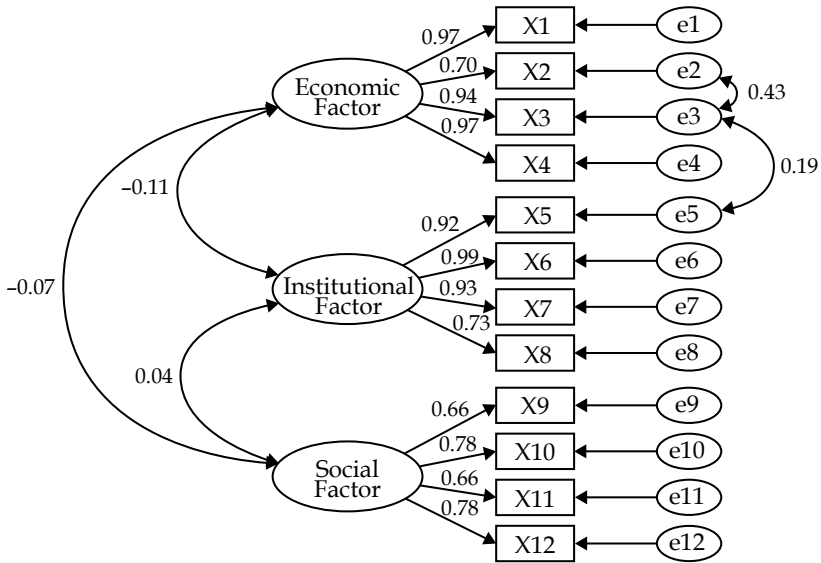 0.97 X1 e1
0.70 X2 e2
Economic
Factor
0.94 X3 e3
0.43
0.97 X4 e4
0.19
–0.11
0.92 X5 e5
0.99 X6 e6
Institutional
Factor
–0.07
0.93 X7 e7
0.73 X8 e8
0.04
0.66 X9 e9
0.78 X10 e10
Social
Factor
0.66 X11 e11
0.78 X12 e12